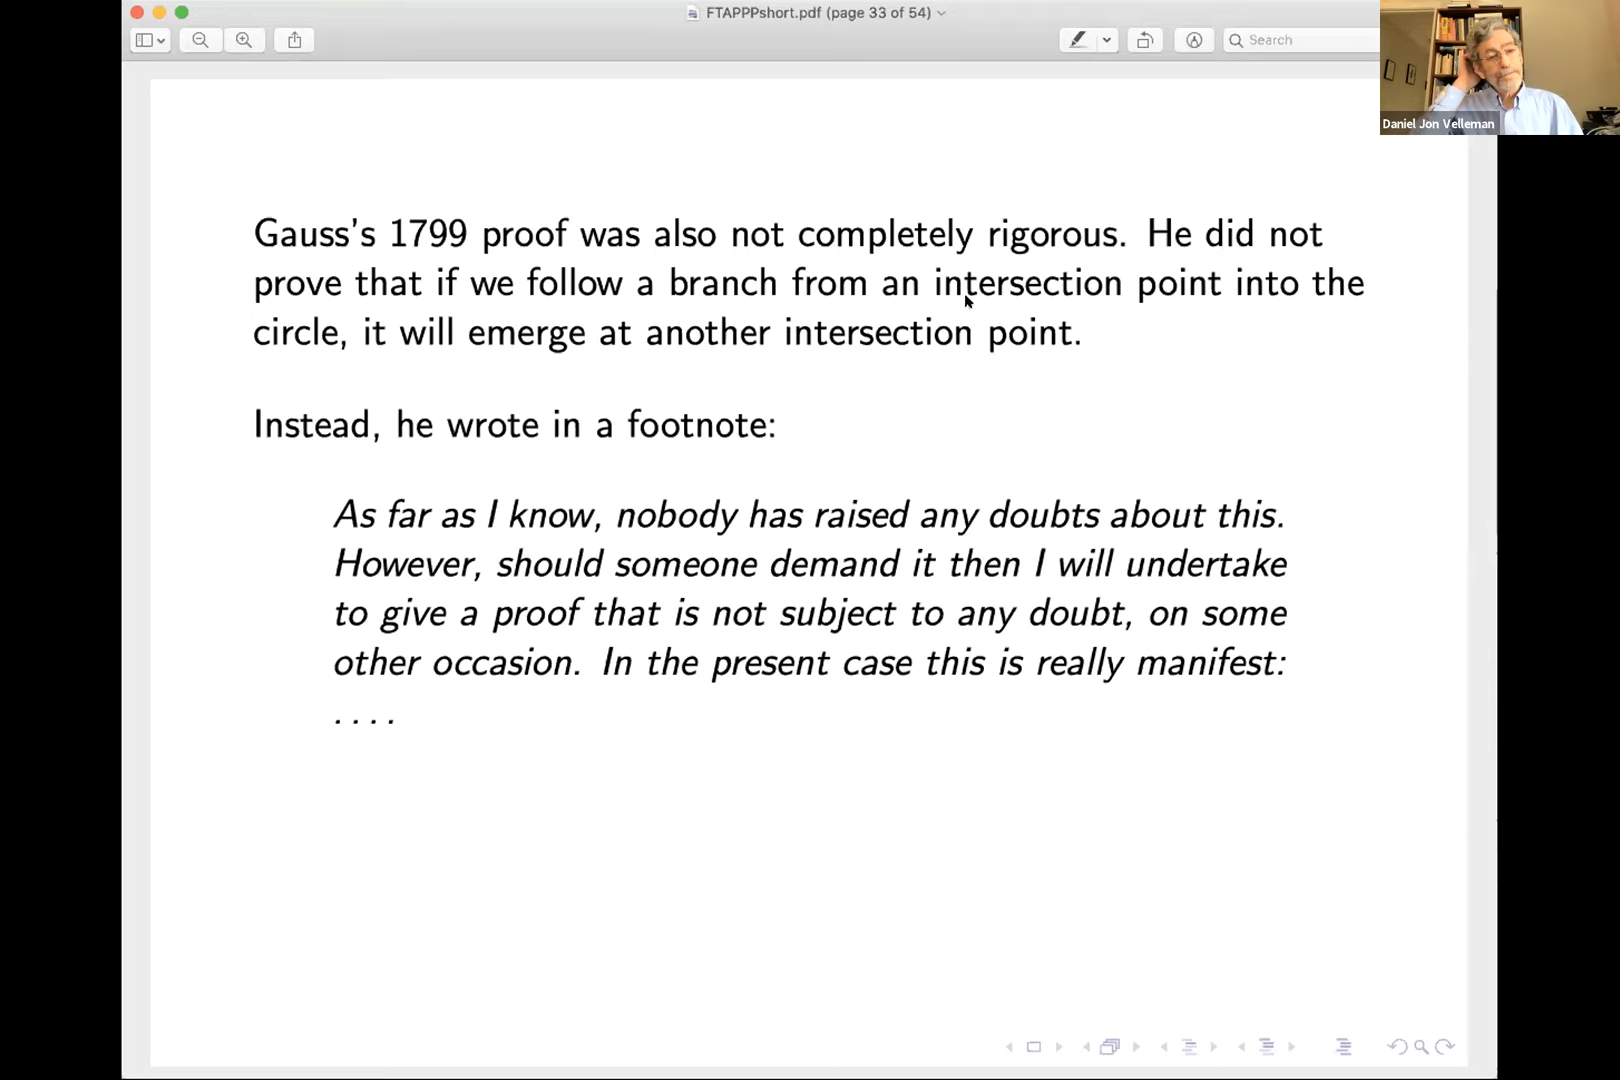 FTAPPPshort.pdf (page 33 of 54)
Search
Daniel Jon Velleman
Gauss's 1799 proof was also not completely rigorous. He did not
prove that if we follow a branch from an intersection point into the
circle, it will emerge at another intersection point.
Instead, he wrote in a footnote:
As far as I know, nobody has raised any doubts about this.
However, should someone demand it then I will undertake
to give a proof that is not subject to any doubt, on some
other occasion. In the present case this is really manifest:
. . . .